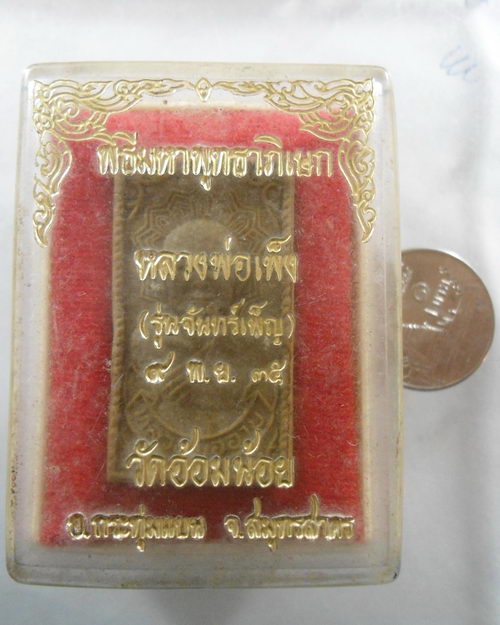 พิธีมหาพุทธาภิเษก
หลวงพ่อเพ็ง
(รุ่นจันทร์เพ็ญ)
๙ พ.ย. ๓๕
วัดอ้อมน้อย
อ.กระทุ่มแบน จ.สมุทรสาคร